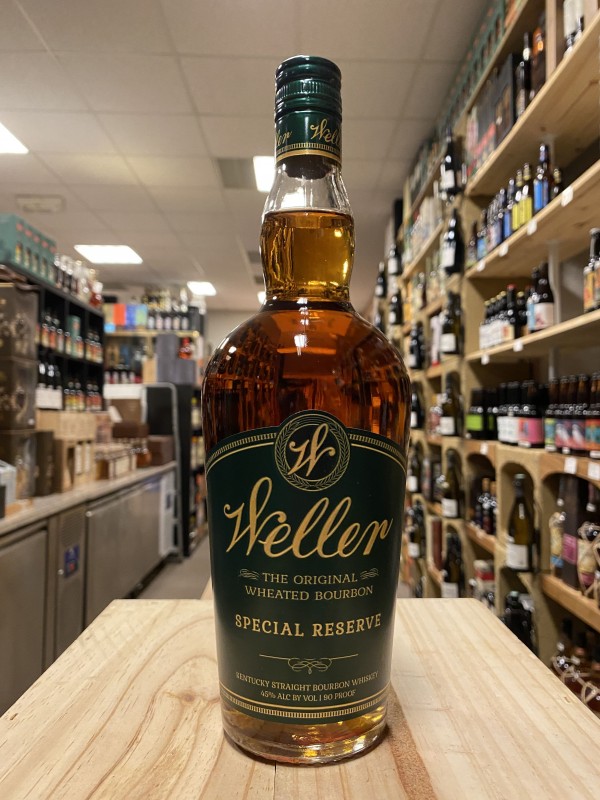 Weller
W
Weller
THE ORIGINAL
WHEATED BOURBON
SPECIAL RESERVE
KENTUCKY STRAIGHT BOURBON WHISKEY
45% ALC BY VOL | 90 PROOF